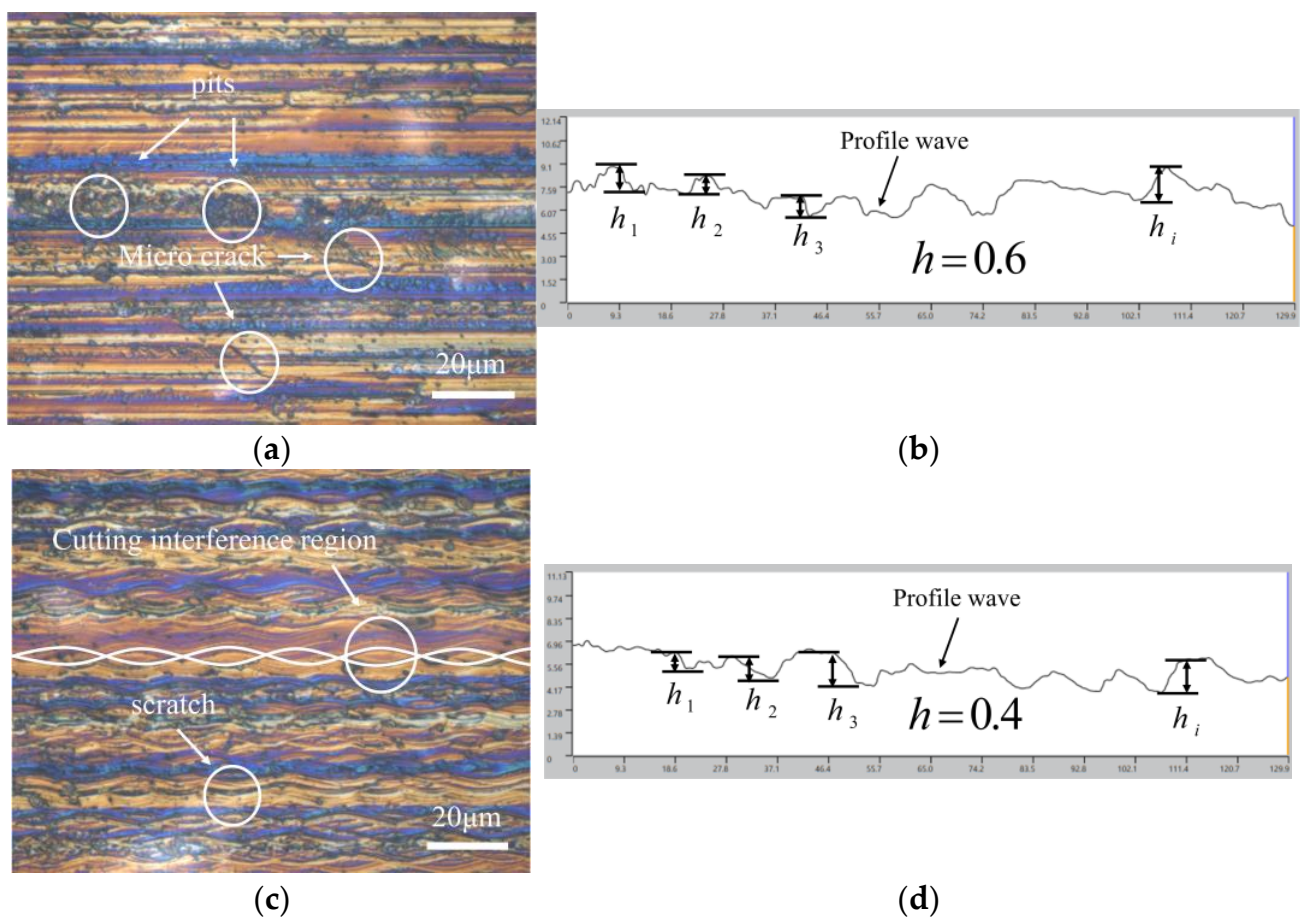 pits
Micro crack
20μm
(a)
12.14
10.62
9.1
7.59
6.07
4.55
3.03
1.52
0
Profile wave
h1
h2
h3
hi
h=0.6
0 9.3 18.6 27.8 37.1 46.4 55.7 65.0 74.2 83.5 92.8 102.1 111.4 120.7 129.9
(b)
Cutting interference region
scratch
20μm
(c)
11.13
9.74
8.35
6.96
5.56
4.17
2.78
1.39
0
Profile wave
h1
h2
h3
hi
h=0.4
0 9.3 18.6 27.8 37.1 46.4 55.7 65.0 74.2 83.5 92.8 102.1 111.4 120.7 129.9
(d)